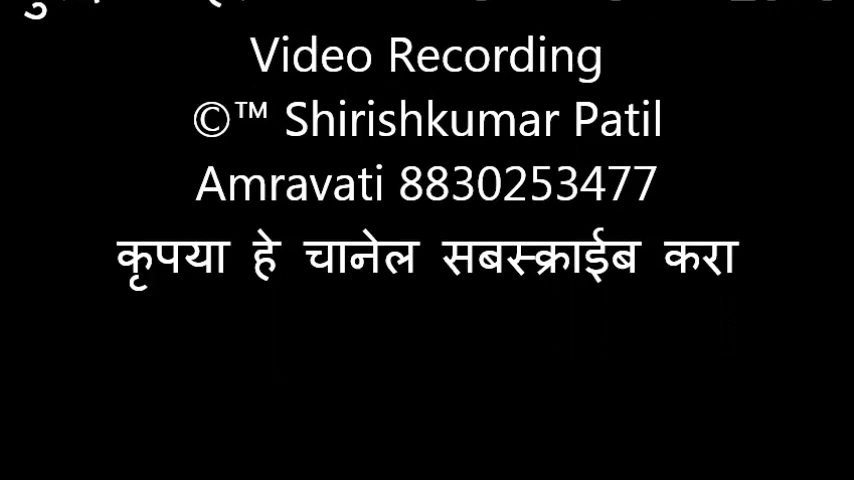 Video Recording
©™ Shirishkumar Patil
Amravati 8830253477
कृपया हे चानेल सबस्क्राईब करा